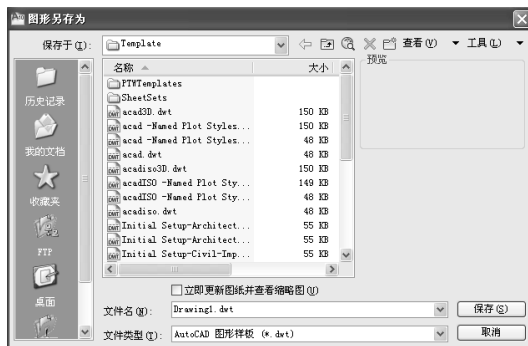 图形另存为
保存于(I): Template 查看(V) 工具(L)
名称 大小 预览
PTWTemplates
SheetSets
acad3D.dwt 150 KB
acad -Named Plot Styles... 150 KB
acad -Named Plot Styles... 48 KB
acad.dwt 48 KB
acadiso3D.dwt 150 KB
acadISO -Named Plot Sty... 149 KB
acadISO -Named Plot Sty... 48 KB
acadiso.dwt 48 KB
Initial Setup-Architect... 55 KB
Initial Setup-Architect... 55 KB
Initial Setup-Civil-Imp... 55 KB
历史记录
我的文档
收藏夹
FTP
桌面
立即更新图纸并查看缩略图(U)
文件名(N): Drawing1.dwt 保存(S)
文件类型(T): AutoCAD 图形样板 (*.dwt) 取消